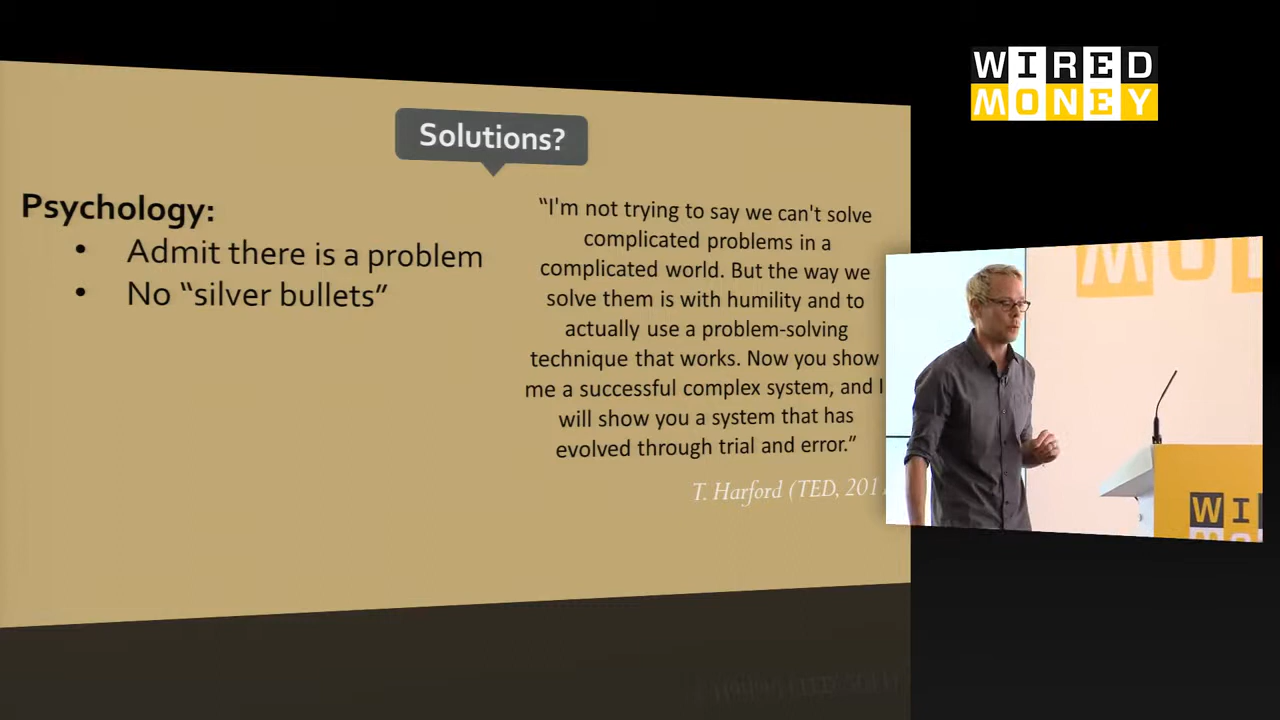 WIRED
MONEY
Solutions?
Psychology:
• Admit there is a problem
• No “silver bullets”
“I'm not trying to say we can't solve
complicated problems in a
complicated world. But the way we
solve them is with humility and to
actually use a problem-solving
technique that works. Now you show
me a successful complex system, and I
will show you a system that has
evolved through trial and error.”
T. Harford (TED, 201
MO
WI